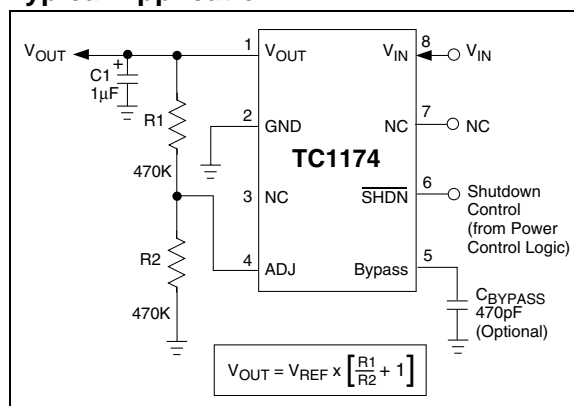 VOUT
1
VOUT
VIN
8
VIN
+
C1
1µF
R1
470K
2
GND
NC
7
NC
TC1174
3
NC
SHDN
6
Shutdown
Control
(from Power
Control Logic)
R2
470K
4
ADJ
Bypass
5
CBYPASS
470pF
(Optional)
VOUT = VREF x [R1/R2 + 1]